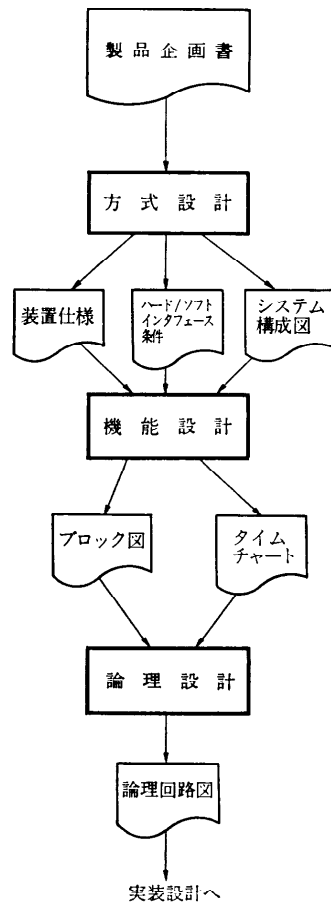 製品企画書
方式設計
装置仕様
ハード/ソフト
インタフェース
条件
システム
構成図
機能設計
ブロック図
タイム
チャート
論理設計
論理回路図
実装設計へ